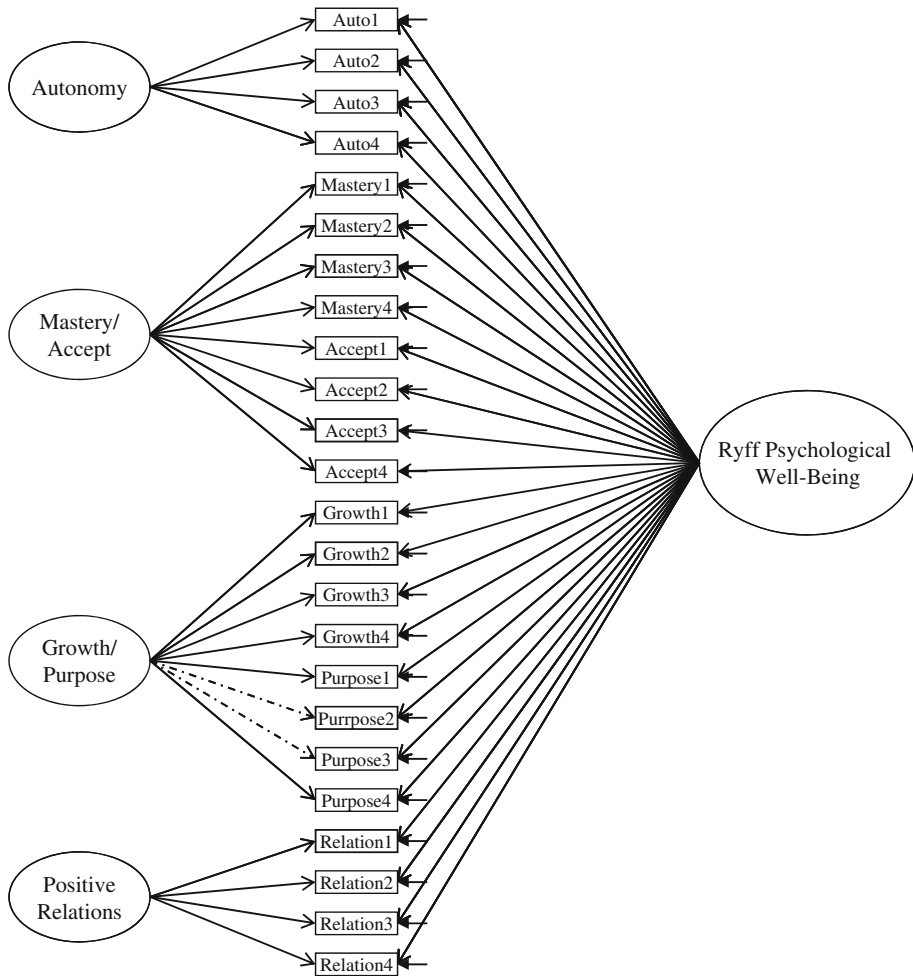 Autonomy
Mastery/
Accept
Growth/
Purpose
Positive
Relations
Auto1
Auto2
Auto3
Auto4
Mastery1
Mastery2
Mastery3
Mastery4
Accept1
Accept2
Accept3
Accept4
Growth1
Growth2
Growth3
Growth4
Purpose1
Purrpose2
Purpose3
Purpose4
Relation1
Relation2
Relation3
Relation4
Ryff Psychological
Well-Being